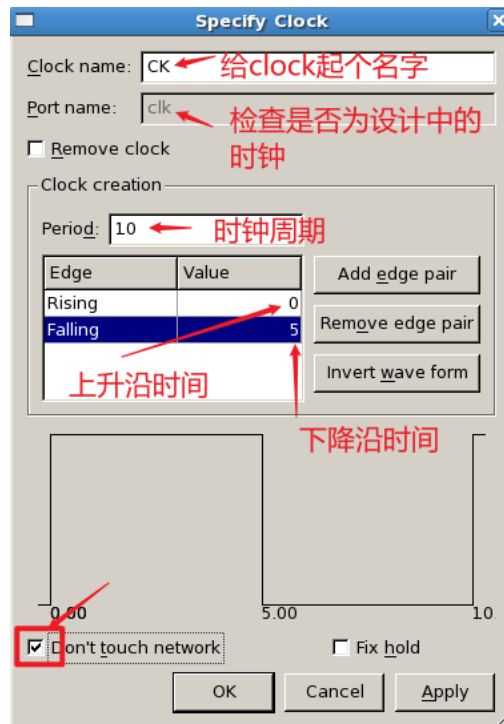 Specify Clock
Clock name: CK 给clock起个名字
Port name: clk 检查是否为设计中的
时钟
Remove clock
Clock creation
Period: 10 时钟周期
Edge Value Add edge pair
Rising 0
Falling 5 Remove edge pair
Invert wave form
上升沿时间
下降沿时间
0.00 5.00 10.
Don't touch network Fix hold
OK Cancel Apply